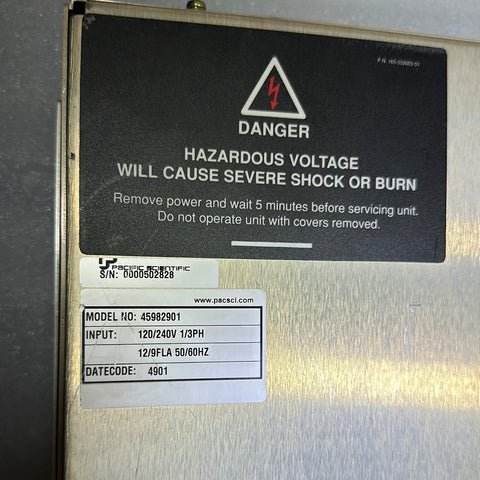 P/N 165-039503-01
DANGER
HAZARDOUS VOLTAGE
WILL CAUSE SEVERE SHOCK OR BURN
Remove power and wait 5 minutes before servicing unit.
Do not operate unit with covers removed.
PACIFIC SCIENTIFIC
S/N: 0000502828
www.pacsci.com
MODEL NO: 45982901
INPUT: 120/240V 1/3PH
12/9FLA 50/60HZ
DATECODE: 4901